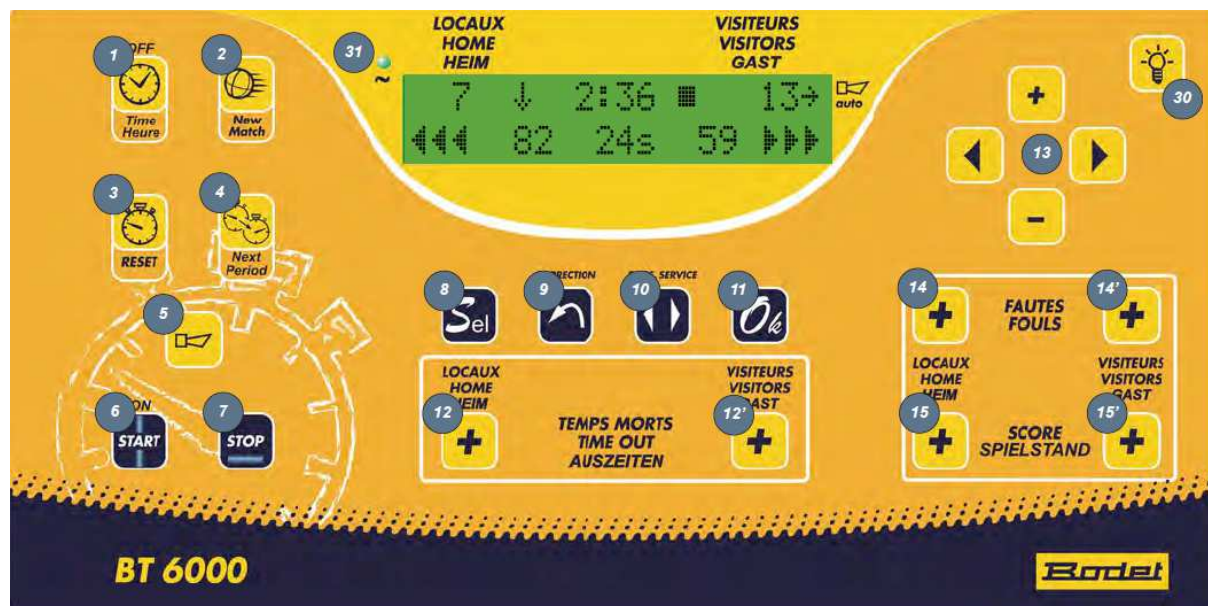 LOCAUX
HOME
HEIM
VISITEURS
VISITORS
GAST
31
~
7 ↓ 2:36 ■ 13→
◀◀◀ 82 24s 59 ▶▶▶
auto
30
OFF
1
Time
Heure
2
New
Match
3
RESET
4
Next
Period
5
ON
6
START
7
STOP
+
13
-
8
Sel
9
10
SERVICE
11
Ok
LOCAUX
HOME
12
+
VISITEURS
VISITORS
12'
+
TEMPS MORTS
TIME OUT
AUSZEITEN
14
+
FAUTES
FOULS
14'
+
LOCAUX
HOME
HEIM
VISITEURS
VISITORS
GAST
15
+
SCORE
SPIELSTAND
15'
+
BT 6000
Bodet